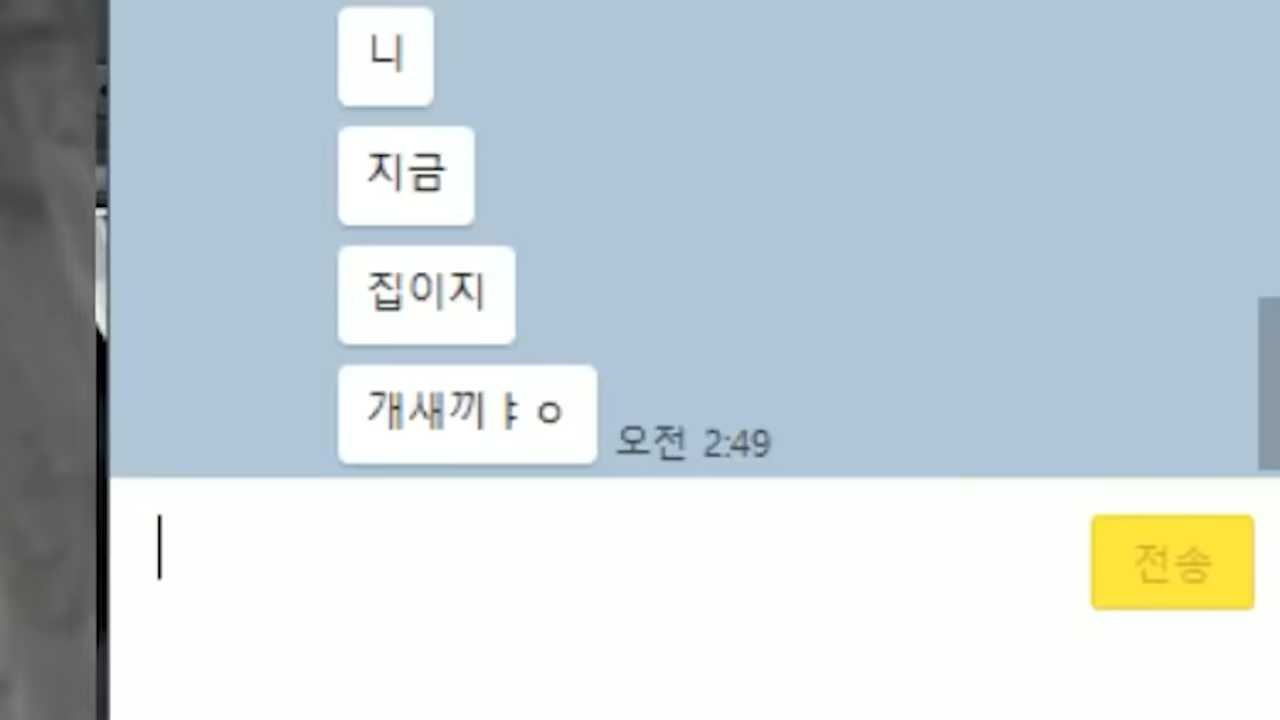 니
지금
집이지
개새끼ㅑㅇ
오전 2:49
전송